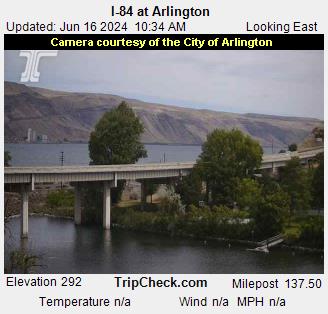 I-84 at Arlington
Updated: Jun 16 2024 10:34 AM Looking East
Camera courtesy of the City of Arlington
Elevation 292 TripCheck.com Milepost 137.50
Temperature n/a Wind n/a MPH n/a